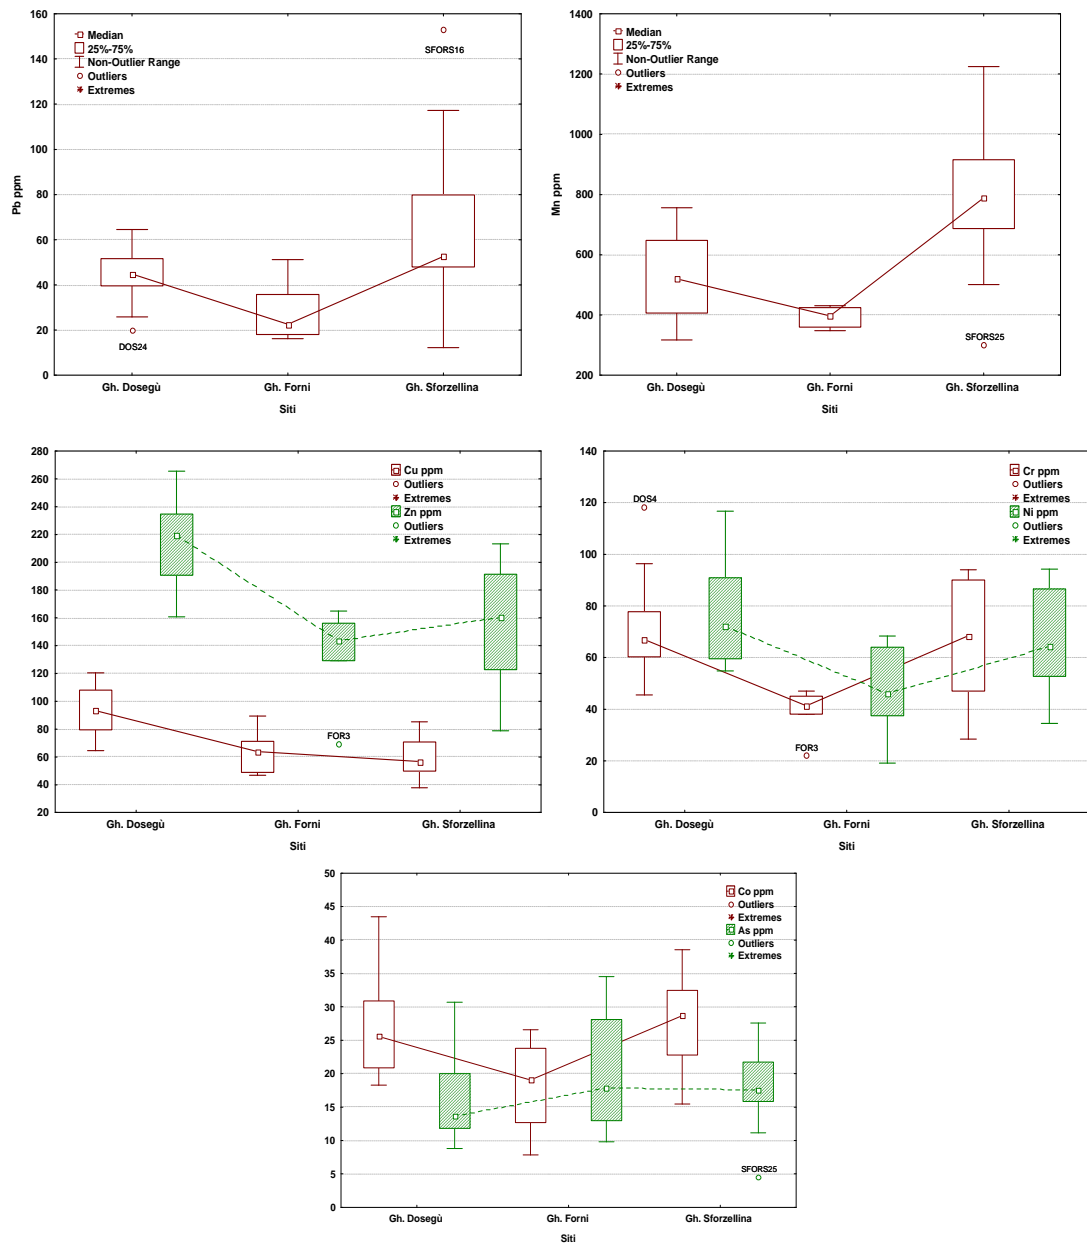 160
140
120
100
80
60
40
20
0
Pb ppm
Median
25%-75%
Non-Outlier Range
Outliers
Extremes
SFORS16
DOS24
Gh. Dosegù
Gh. Forni
Gh. Sforzellina
Siti
1400
1200
1000
800
600
400
200
Mn ppm
Median
25%-75%
Non-Outlier Range
Outliers
Extremes
SFORS25
Gh. Dosegù
Gh. Forni
Gh. Sforzellina
Siti
280
260
240
220
200
180
160
140
120
100
80
60
40
20
Cu ppm
Outliers
Extremes
Zn ppm
Outliers
Extremes
FOR3
Gh. Dosegù
Gh. Forni
Gh. Sforzellina
Siti
140
120
100
80
60
40
20
0
Cr ppm
Outliers
Extremes
Ni ppm
Outliers
Extremes
DOS4
FOR3
Gh. Dosegù
Gh. Forni
Gh. Sforzellina
Siti
50
45
40
35
30
25
20
15
10
5
0
Co ppm
Outliers
Extremes
As ppm
Outliers
Extremes
SFORS25
Gh. Dosegù
Gh. Forni
Gh. Sforzellina
Siti